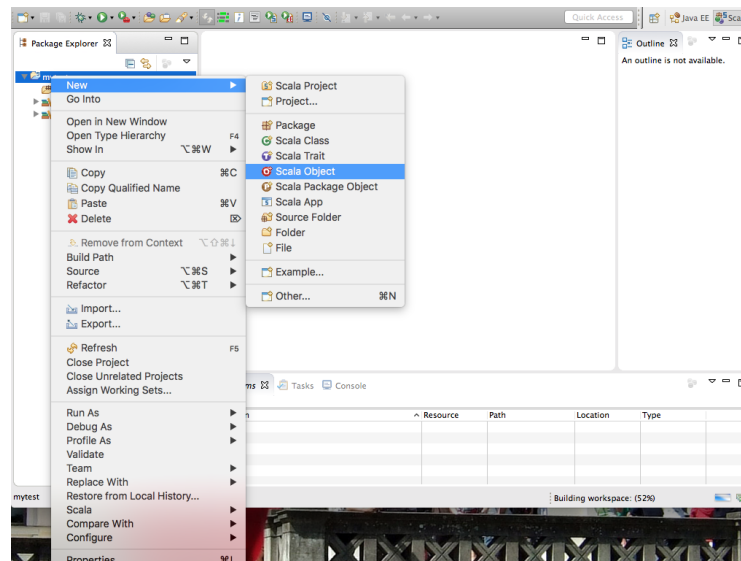 Quick Access
Java EE
Sca
Package Explorer
Outline
An outline is not available.
New
Go Into
Open in New Window
Open Type Hierarchy F4
Show In ⌥⌘W
Copy ⌘C
Copy Qualified Name
Paste ⌘V
Delete ⌦
Remove from Context ⌥⇧⌘↓
Build Path
Source ⌥⌘S
Refactor ⌥⌘T
Import...
Export...
Refresh F5
Close Project
Close Unrelated Projects
Assign Working Sets...
Run As
Debug As
Profile As
Validate
Team
Replace With
Restore from Local History...
Scala
Compare With
Configure
Properties ⌘I
Scala Project
Project...
Package
Scala Class
Scala Trait
Scala Object
Scala Package Object
Scala App
Source Folder
Folder
File
Example...
Other... ⌘N
ms Tasks Console
n Resource Path Location Type
mytest
Building workspace: (52%)